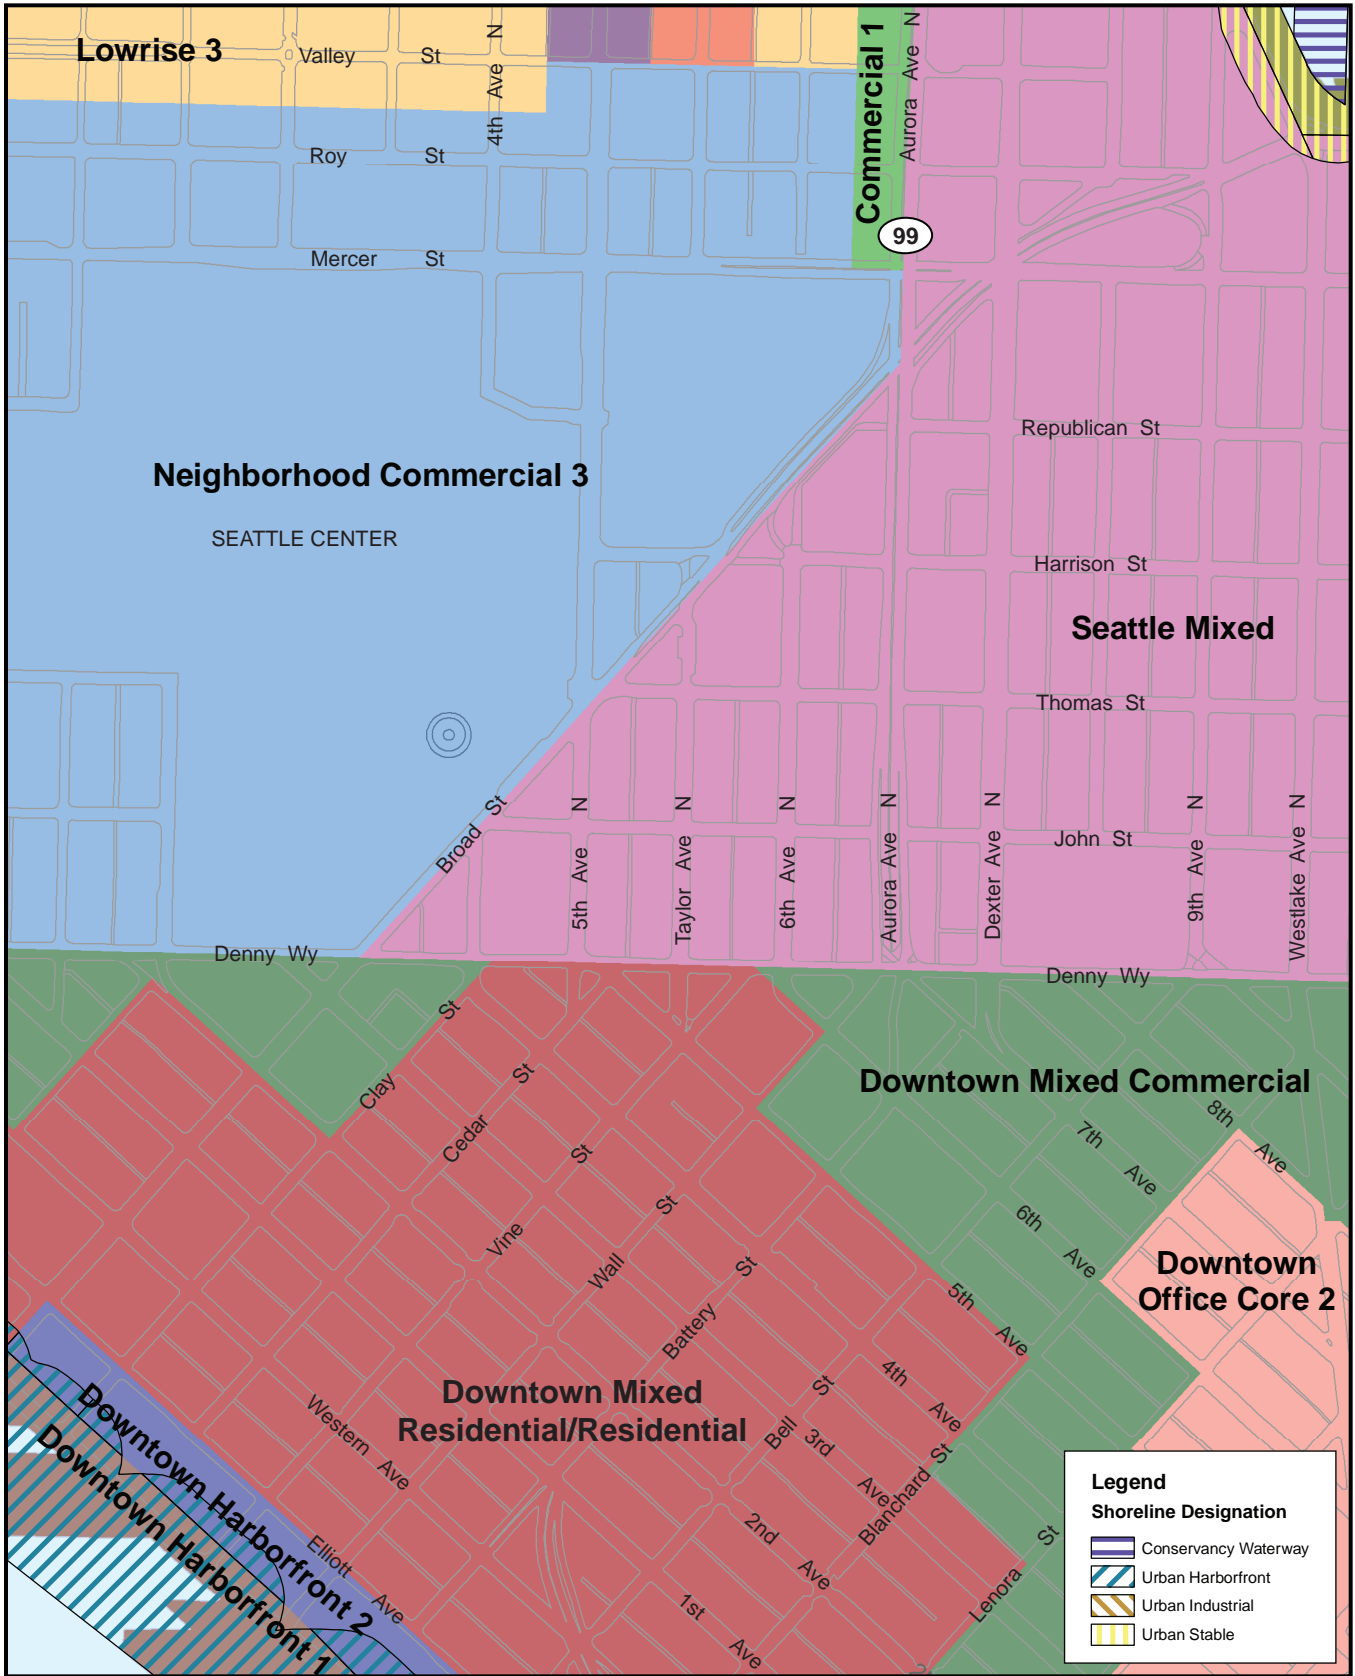 Lowrise 3
Valley St
4th Ave N
Commercial 1
Aurora Ave N
Roy St
99
Mercer St
Republican St
Neighborhood Commercial 3
SEATTLE CENTER
Harrison St
Seattle Mixed
Thomas St
Broad St
5th Ave N
Taylor Ave N
6th Ave N
Aurora Ave N
Dexter Ave N
John St
9th Ave N
Westlake Ave N
Denny Wy
Denny Wy
Clay St
Cedar St
Vine St
Wall St
Battery St
Downtown Mixed Commercial
8th Ave
7th Ave
6th Ave
5th Ave
Downtown
Office Core 2
4th Ave
Downtown Mixed
Residential/Residential
Bell St
3rd Ave
Blanchard St
2nd Ave
Lenora St
1st Ave
Western Ave
Elliott Ave
Downtown Harborfront 2
Downtown Harborfront 1
Legend
Shoreline Designation
Conservancy Waterway
Urban Harborfront
Urban Industrial
Urban Stable